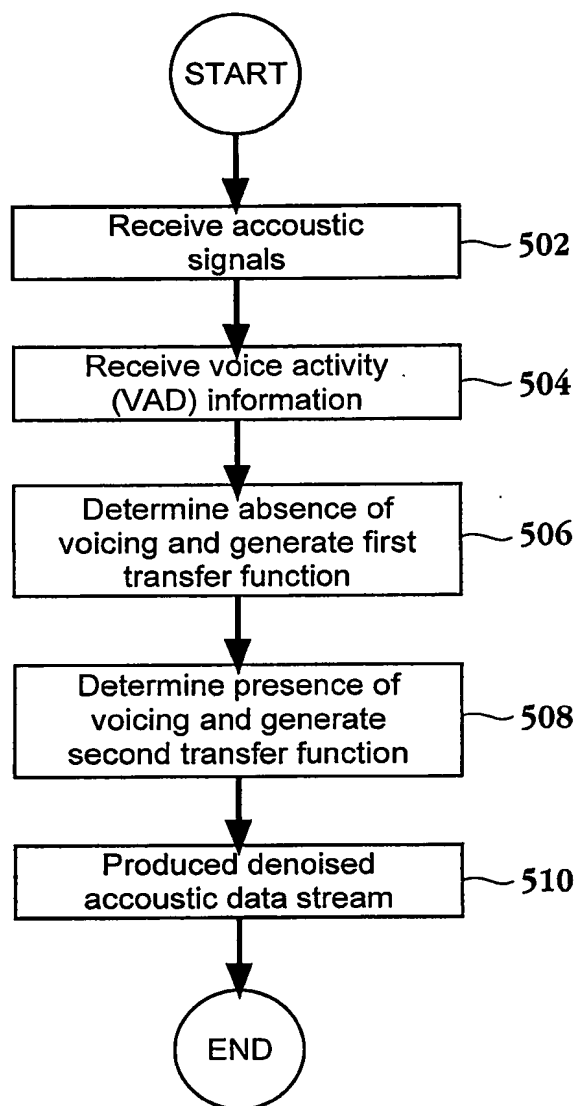 START
Receive accoustic
signals
502
Receive voice activity
(VAD) information
504
Determine absence of
voicing and generate first
transfer function
506
Determine presence of
voicing and generate
second transfer function
508
Produced denoised
accoustic data stream
510
END